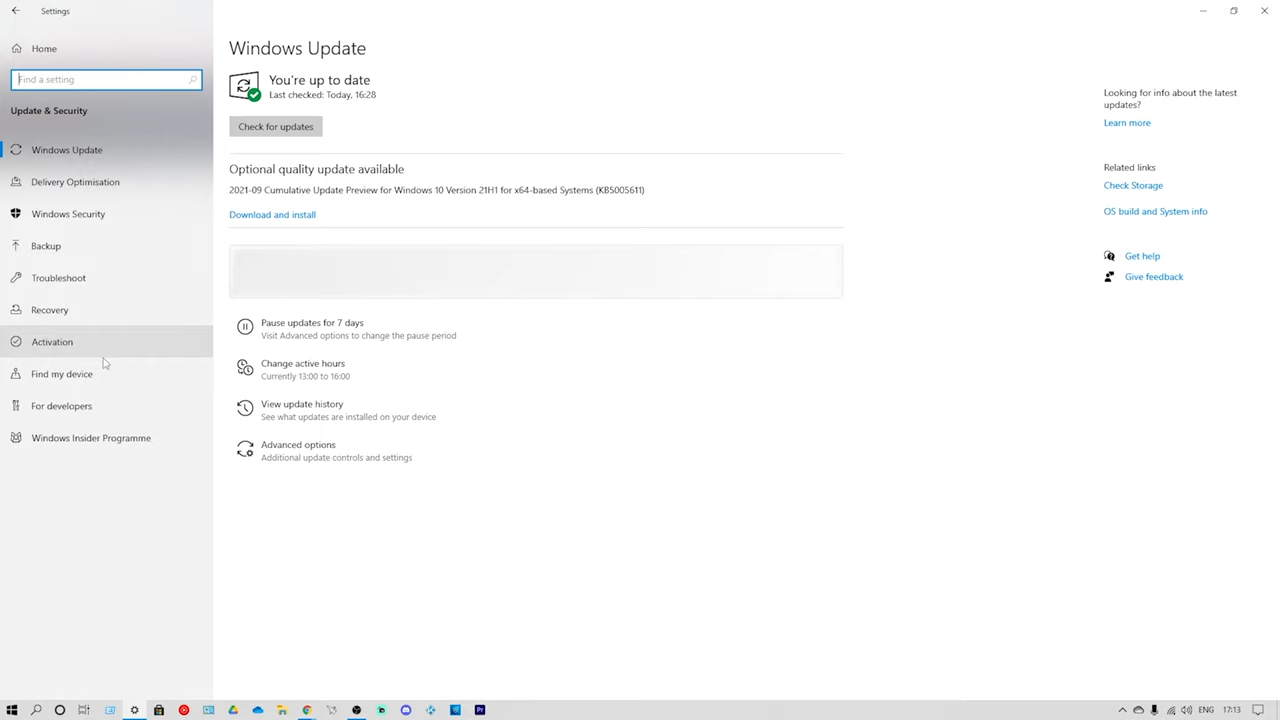 Settings
Home
Find a setting
Update & Security
Windows Update
Delivery Optimisation
Windows Security
Backup
Troubleshoot
Recovery
Activation
Find my device
For developers
Windows Insider Programme
Windows Update
You're up to date
Last checked: Today, 16:28
Check for updates
Optional quality update available
2021-09 Cumulative Update Preview for Windows 10 Version 21H1 for x64-based Systems (KB5005611)
Download and install
Pause updates for 7 days
Visit Advanced options to change the pause period
Change active hours
Currently 13:00 to 16:00
View update history
See what updates are installed on your device
Advanced options
Additional update controls and settings
Looking for info about the latest
updates?
Learn more
Related links
Check Storage
OS build and System info
Get help
Give feedback
Pr
ENG 17:13